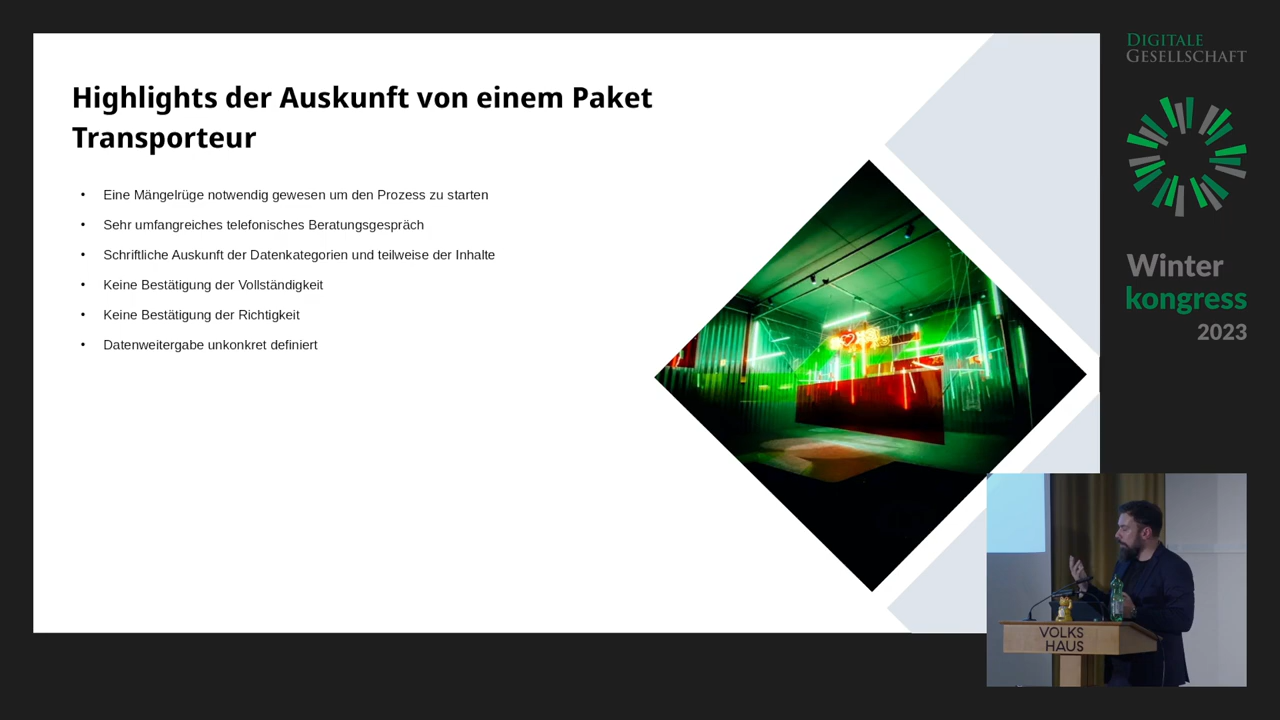 Highlights der Auskunft von einem Paket
Transporteur
• Eine Mängelrüge notwendig gewesen um den Prozess zu starten
• Sehr umfangreiches telefonisches Beratungsgespräch
• Schriftliche Auskunft der Datenkategorien und teilweise der Inhalte
• Keine Bestätigung der Vollständigkeit
• Keine Bestätigung der Richtigkeit
• Datenweitergabe unkonkret definiert
DIGITALE
GESELLSCHAFT
Winter
kongress
2023
VOLKS
HAUS